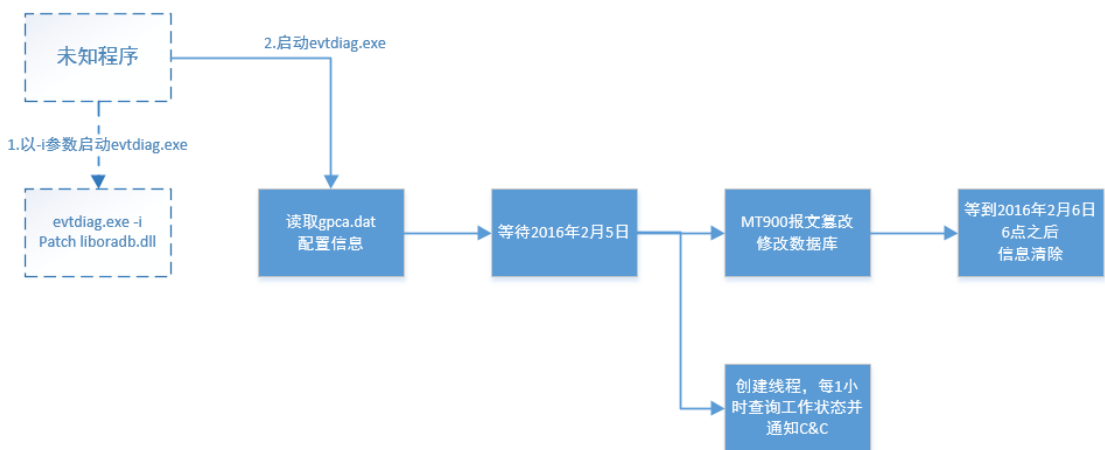 未知程序
2.启动evtdiag.exe
1.以-i参数启动evtdiag.exe
evtdiag.exe -i
Patch liboradb.dll
读取gpca.dat
配置信息
等待2016年2月5日
MT900报文篡改
修改数据库
等到2016年2月6日
6点之后
信息清除
创建线程，每1小
时查询工作状态并
通知C&C